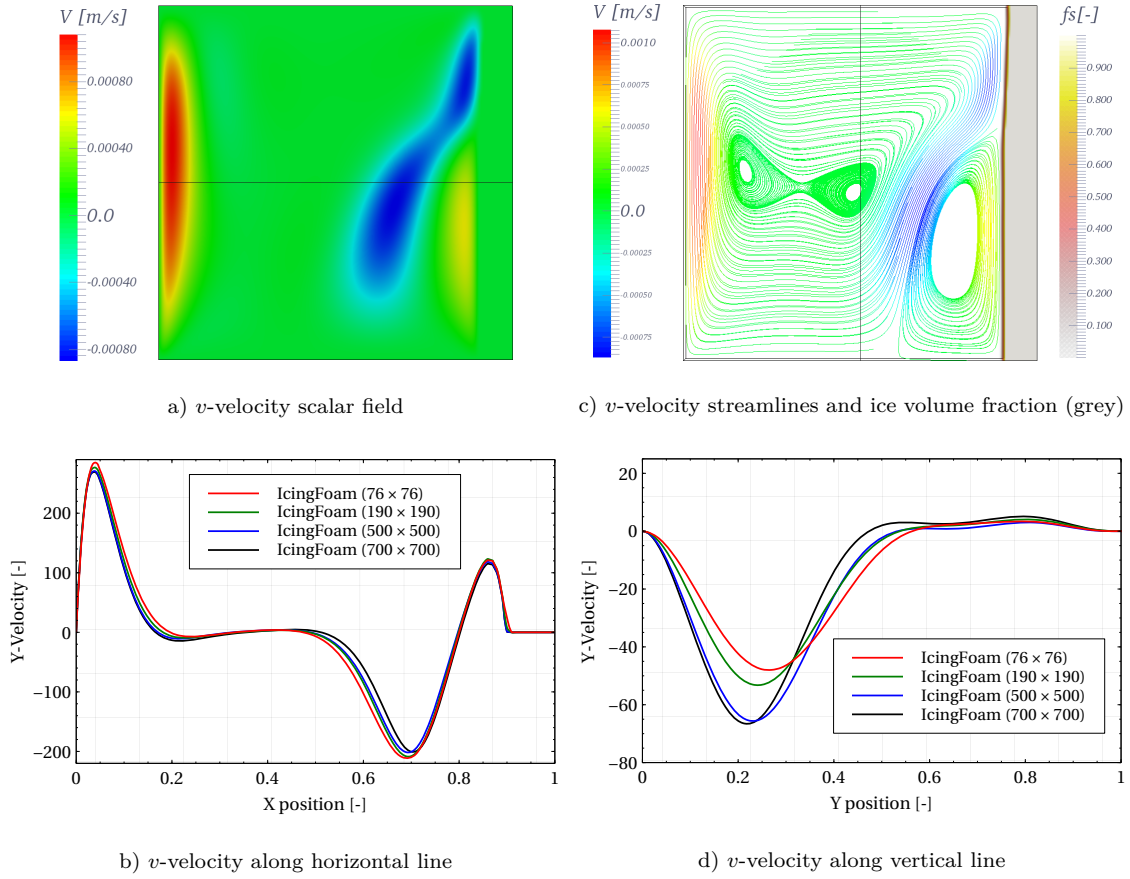 V [m/s]
0.00080
0.00040
0.0
-0.00040
-0.00080
a) v-velocity scalar field
V [m/s]
0.0010
0.00075
0.00050
0.00025
0.0
-0.00025
-0.00050
-0.00075
fs[-]
0.900
0.800
0.700
0.600
0.500
0.400
0.300
0.200
0.100
c) v-velocity streamlines and ice volume fraction (grey)
Y-Velocity [-]
200
100
0
−100
−200
IcingFoam (76 × 76)
IcingFoam (190 × 190)
IcingFoam (500 × 500)
IcingFoam (700 × 700)
0 0.2 0.4 0.6 0.8 1
X position [-]
b) v-velocity along horizontal line
Y-Velocity [-]
20
0
−20
−40
−60
−80
IcingFoam (76 × 76)
IcingFoam (190 × 190)
IcingFoam (500 × 500)
IcingFoam (700 × 700)
0 0.2 0.4 0.6 0.8 1
Y position [-]
d) v-velocity along vertical line